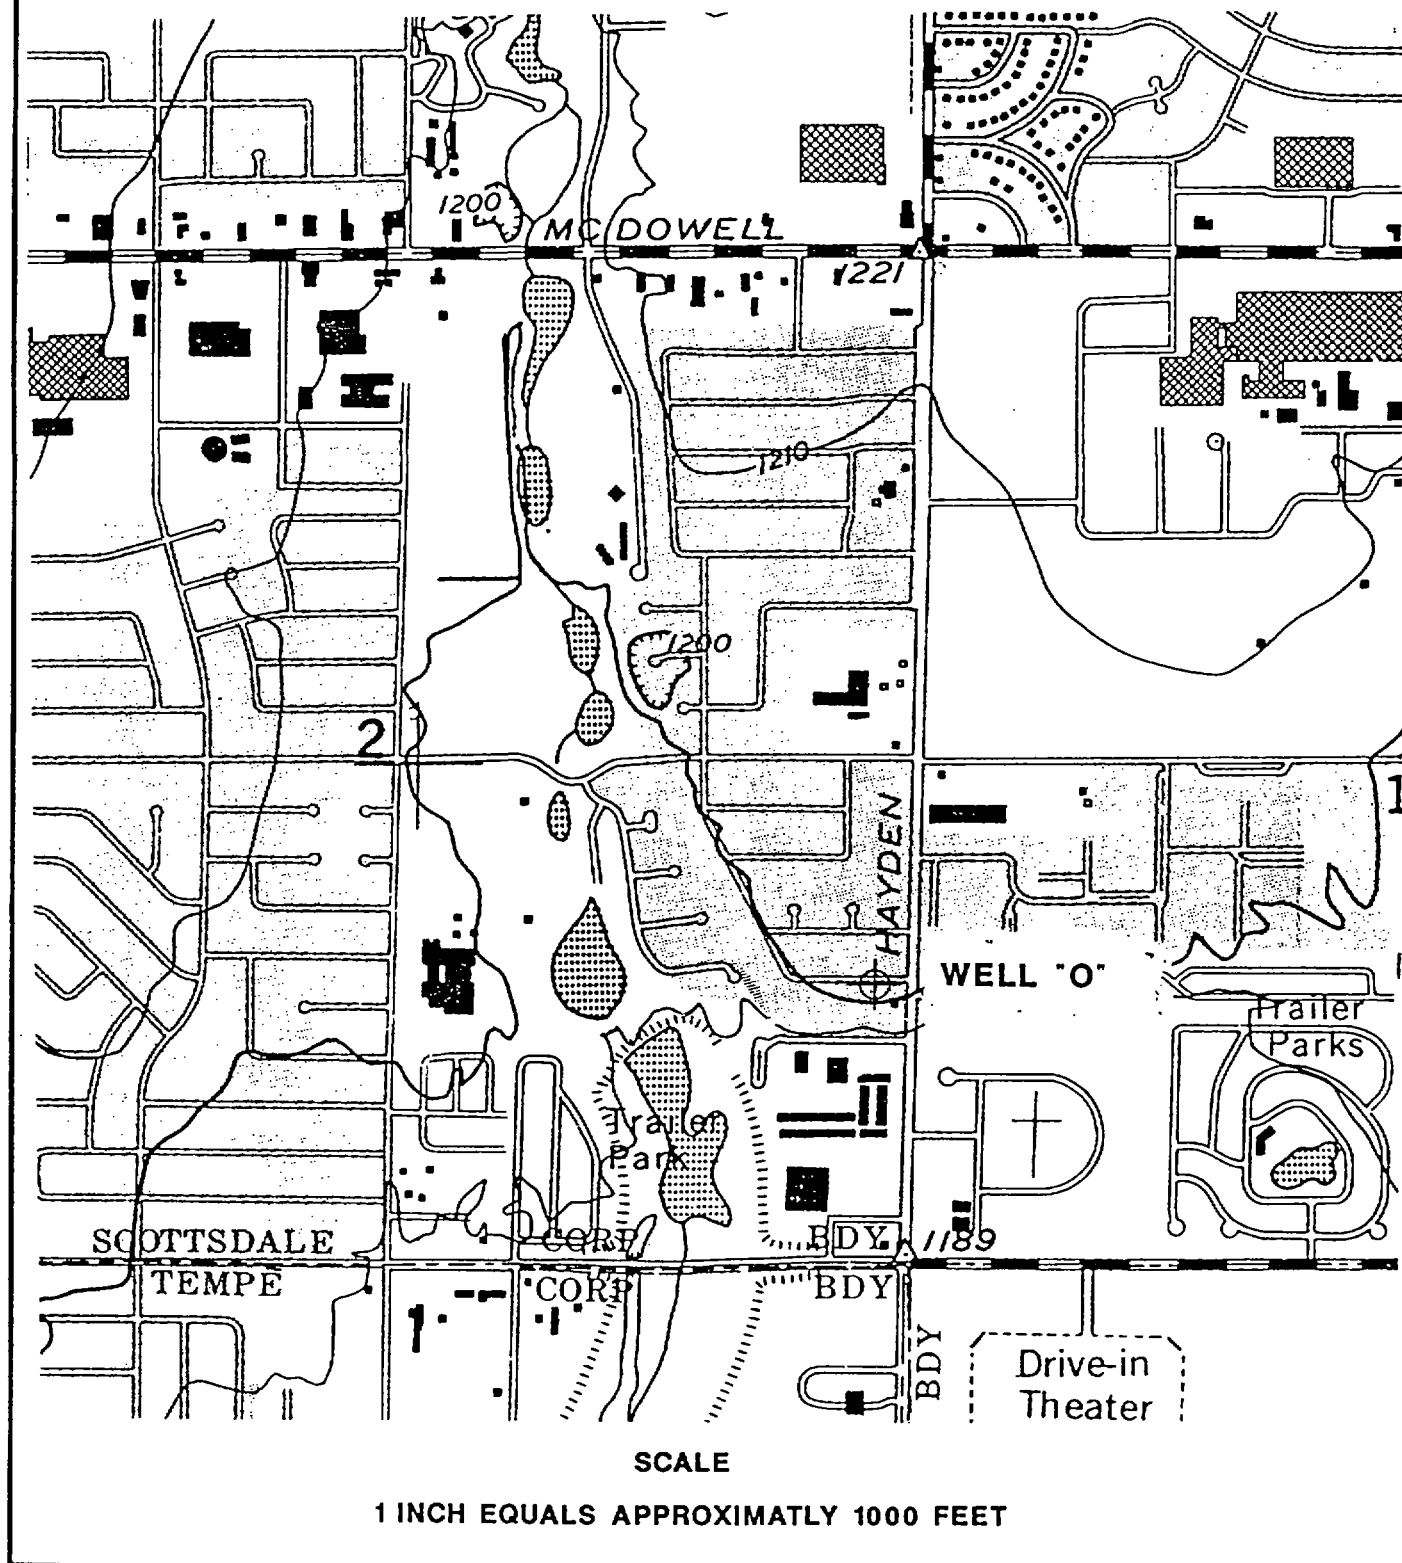 1200
MC DOWELL
1221
1210
1200
2
1
HAYDEN
WELL "O"
Trailer
Parks
Trailer
Park
SCOTTSDALE CORP BDY 1189
TEMPE CORP BDY
BDY
Drive-in
Theater
SCALE
1 INCH EQUALS APPROXIMATLY 1000 FEET